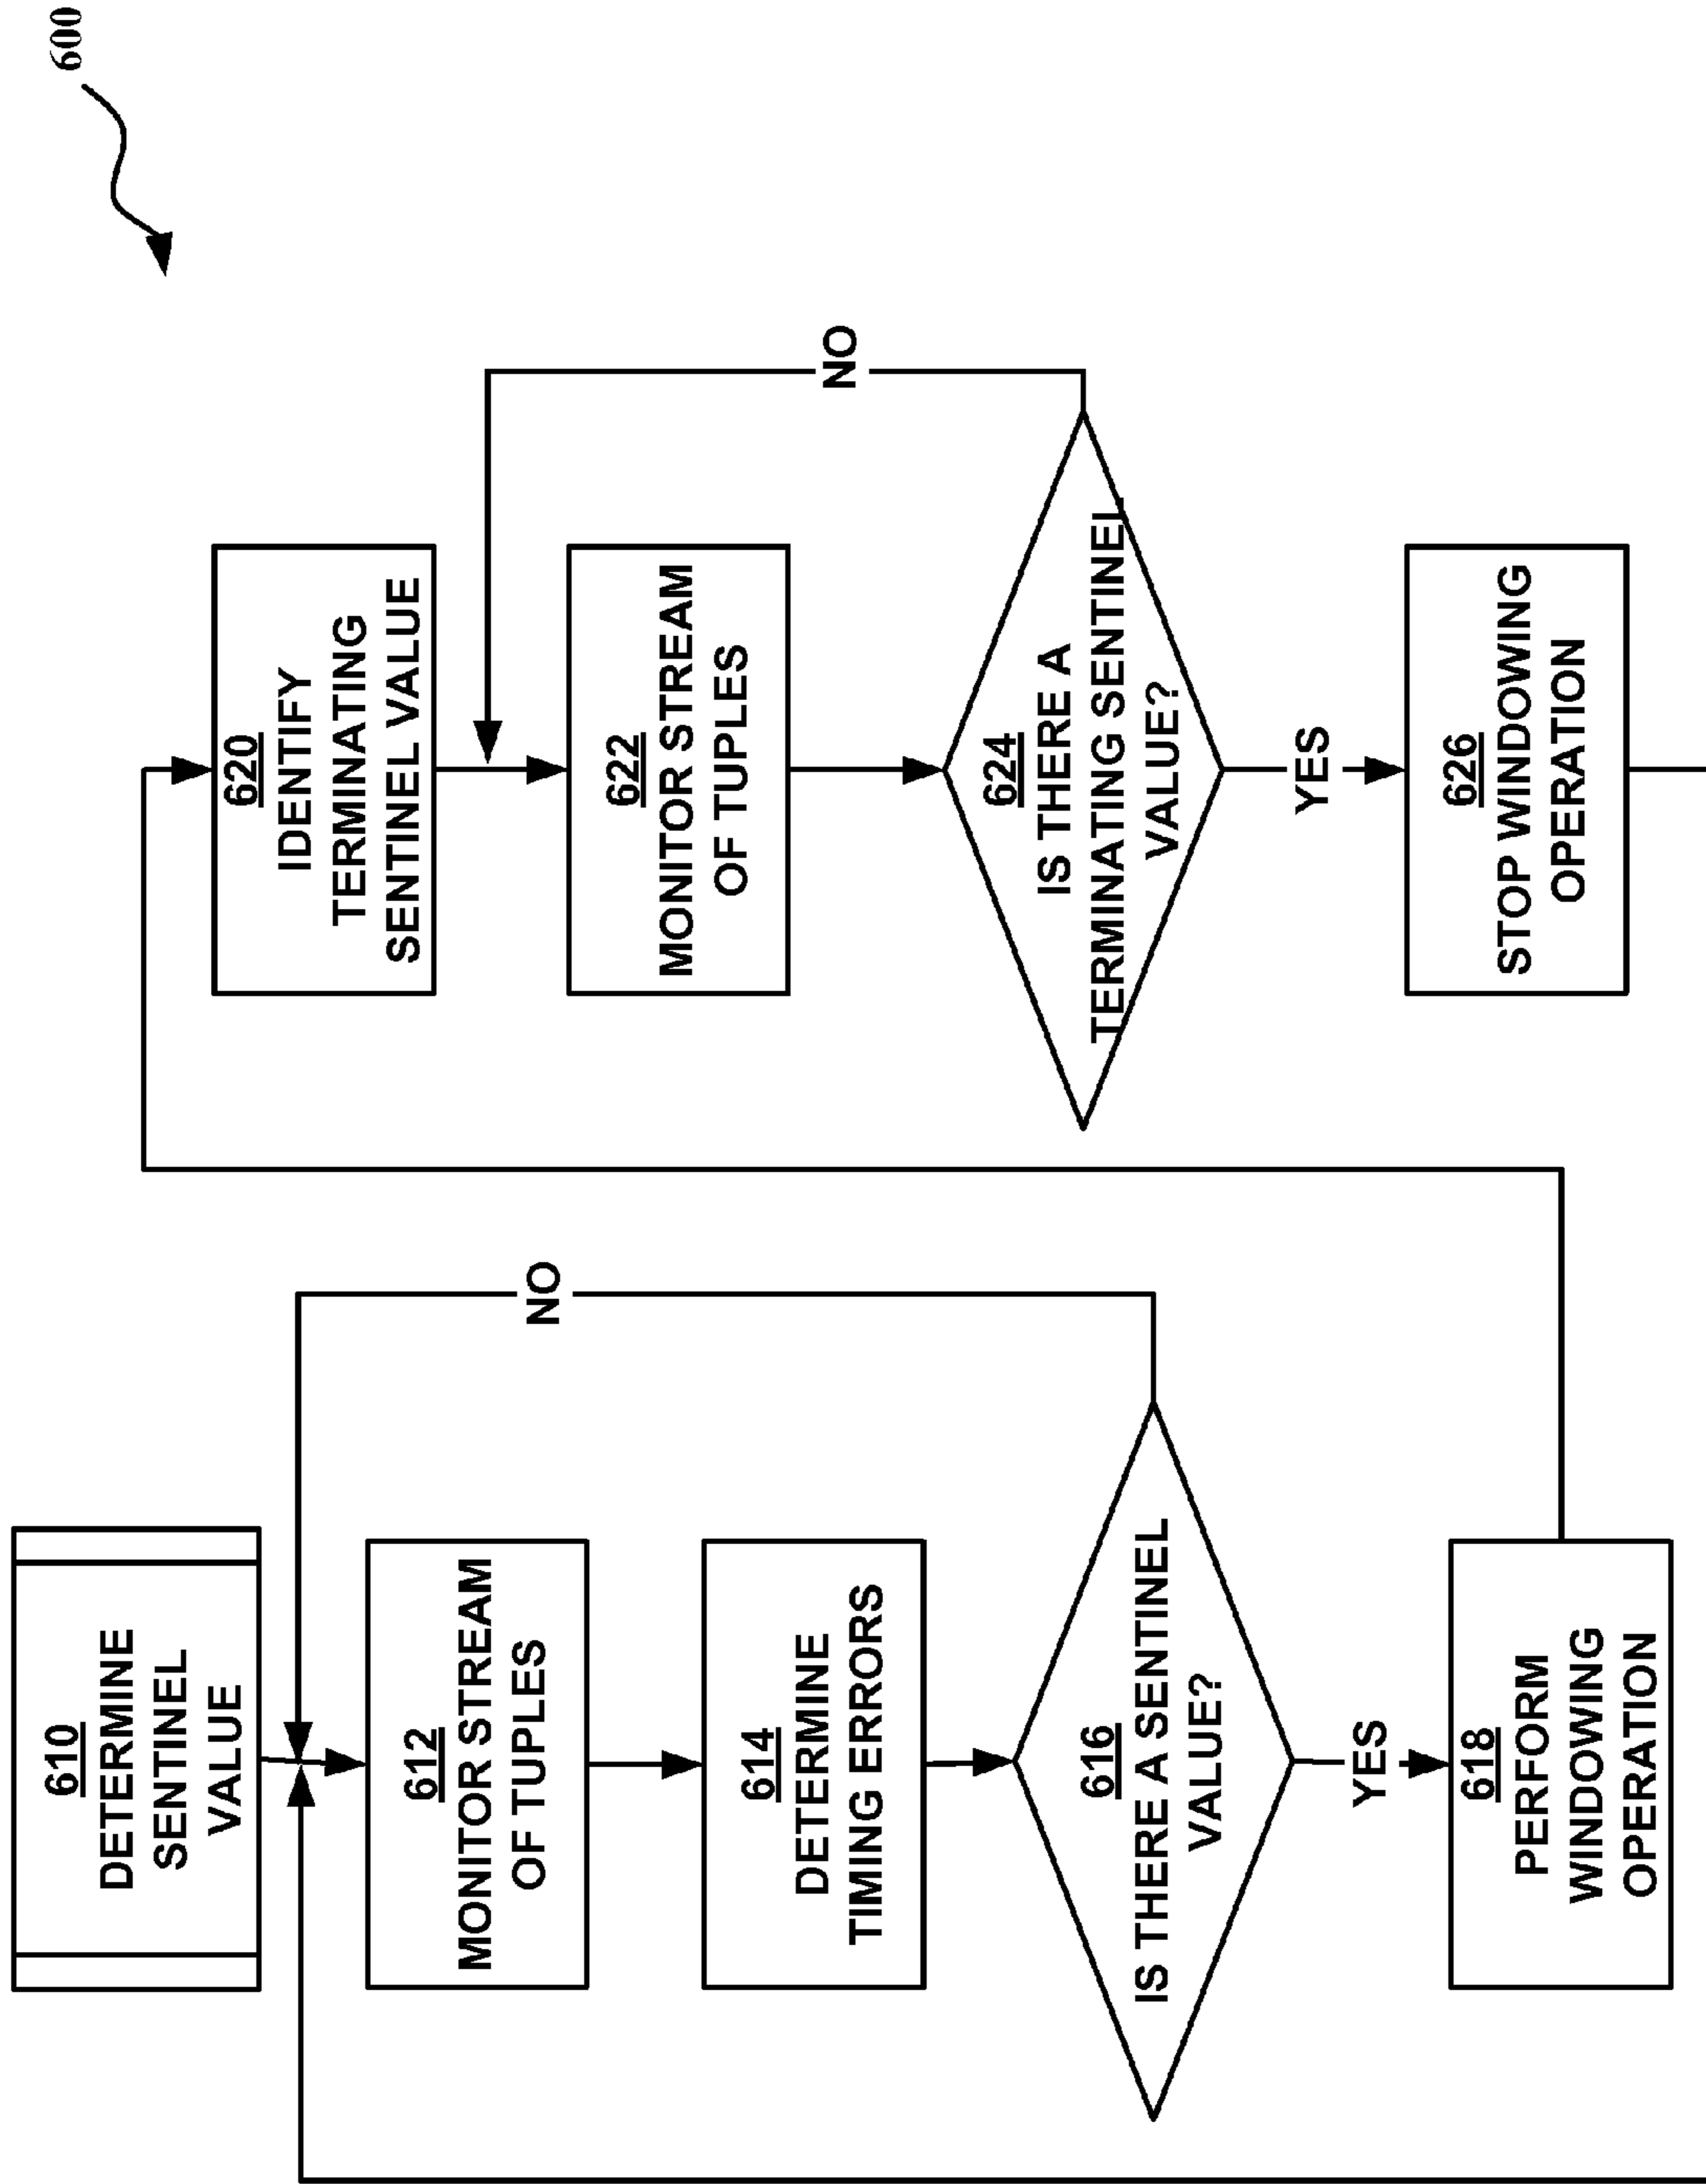 600
610
DETERMINE
SENTINEL
VALUE
612
MONITOR STREAM
OF TUPLES
614
DETERMINE
TIMING ERRORS
616
IS THERE A SENTINEL
VALUE?
NO
YES
618
PERFORM
WINDOWING
OPERATION
620
IDENTIFY
TERMINATING
SENTINEL VALUE
622
MONITOR STREAM
OF TUPLES
624
IS THERE A
TERMINATING SENTINEL
VALUE?
NO
YES
626
STOP WINDOWING
OPERATION